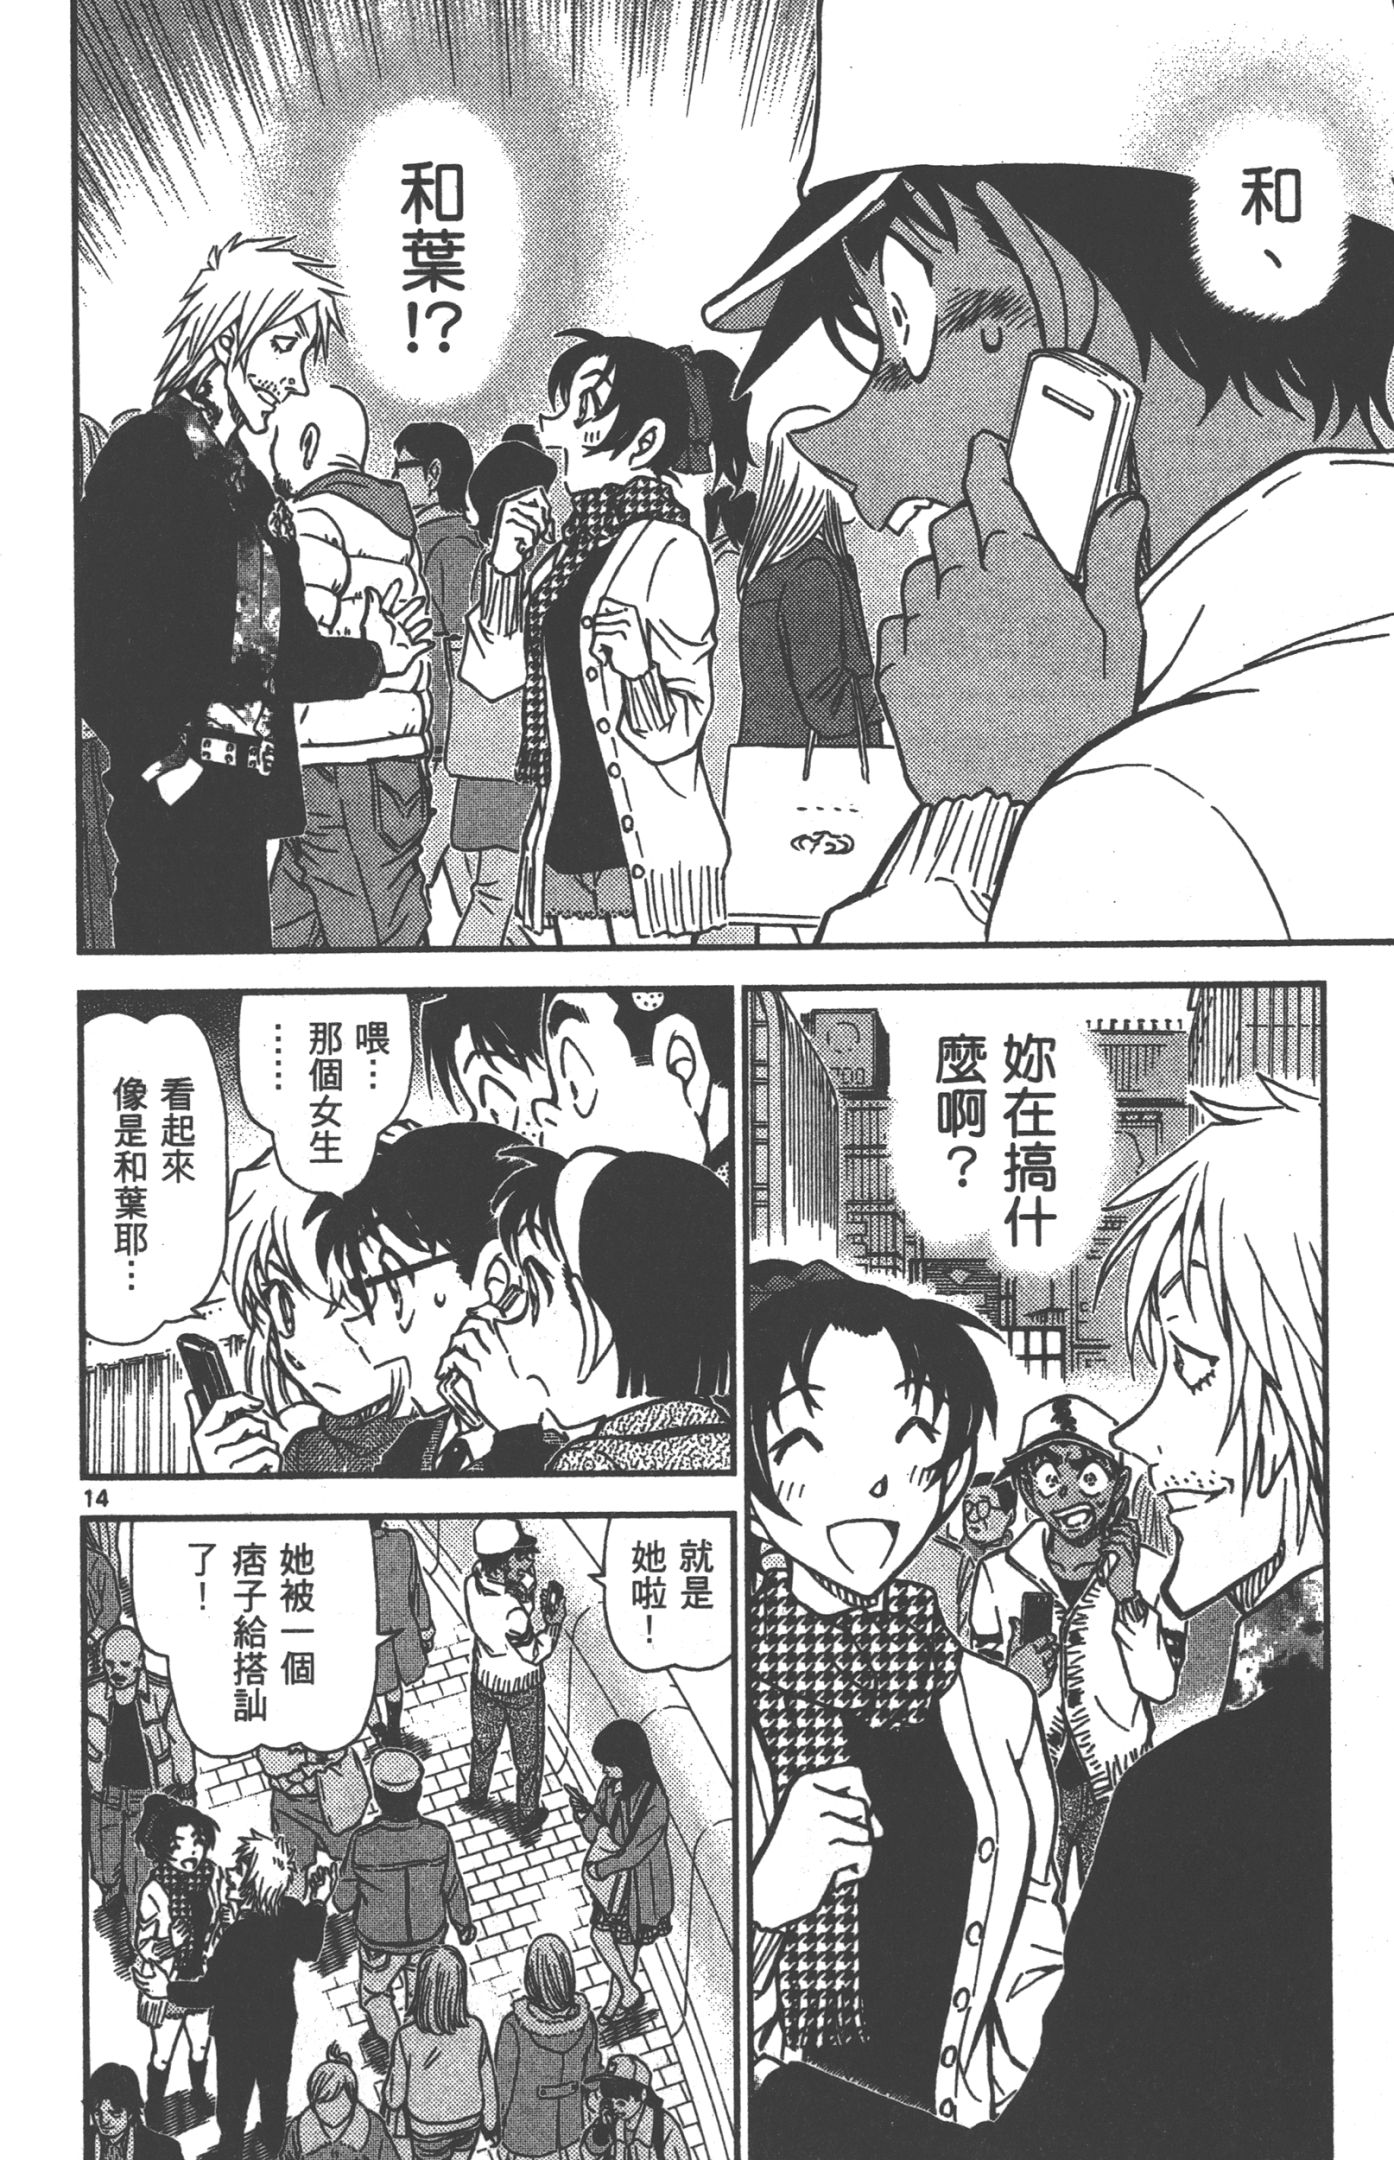 和、
和葉!?
妳在搞什
麼啊？
喂…
那個女生
……
看起來
像是和葉耶…
…
14
就是
她啦！
她被一個
痞子給搭訕
了！